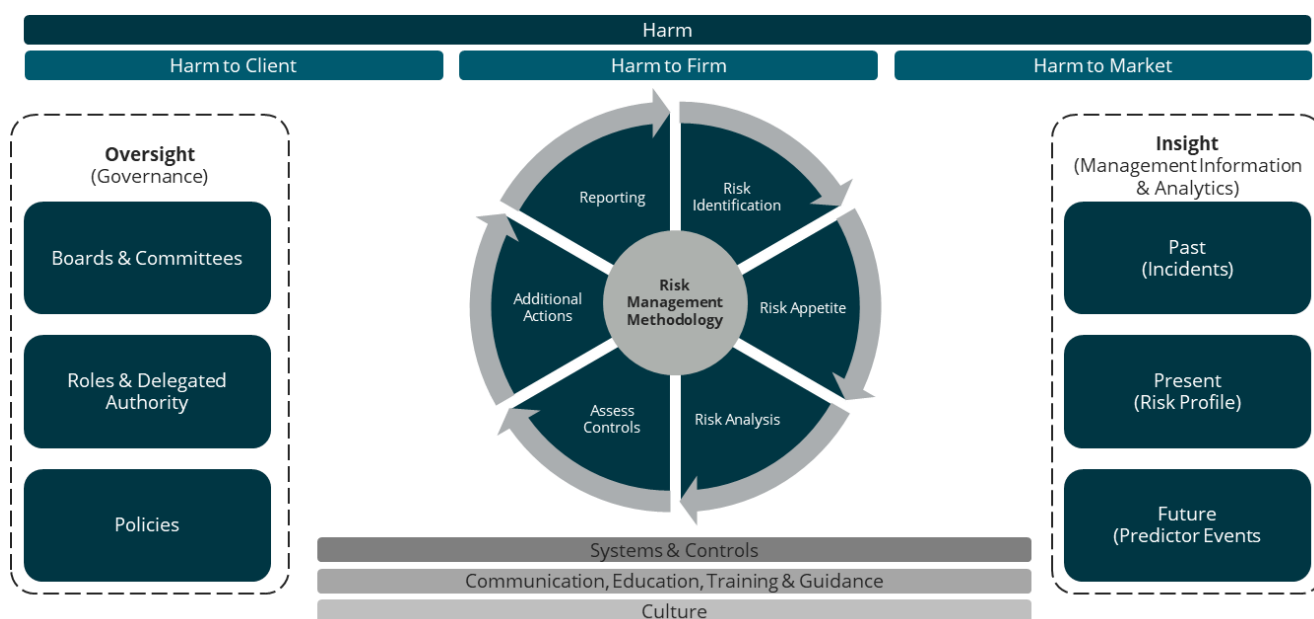 Harm
Harm to Client
Harm to Firm
Harm to Market
Oversight
(Governance)
Boards & Committees
Roles & Delegated
Authority
Policies
Reporting
Risk
Identification
Additional
Actions
Risk
Management
Methodology
Risk Appetite
Assess
Controls
Risk Analysis
Systems & Controls
Communication, Education, Training & Guidance
Culture
Insight
(Management Information
& Analytics)
Past
(Incidents)
Present
(Risk Profile)
Future
(Predictor Events